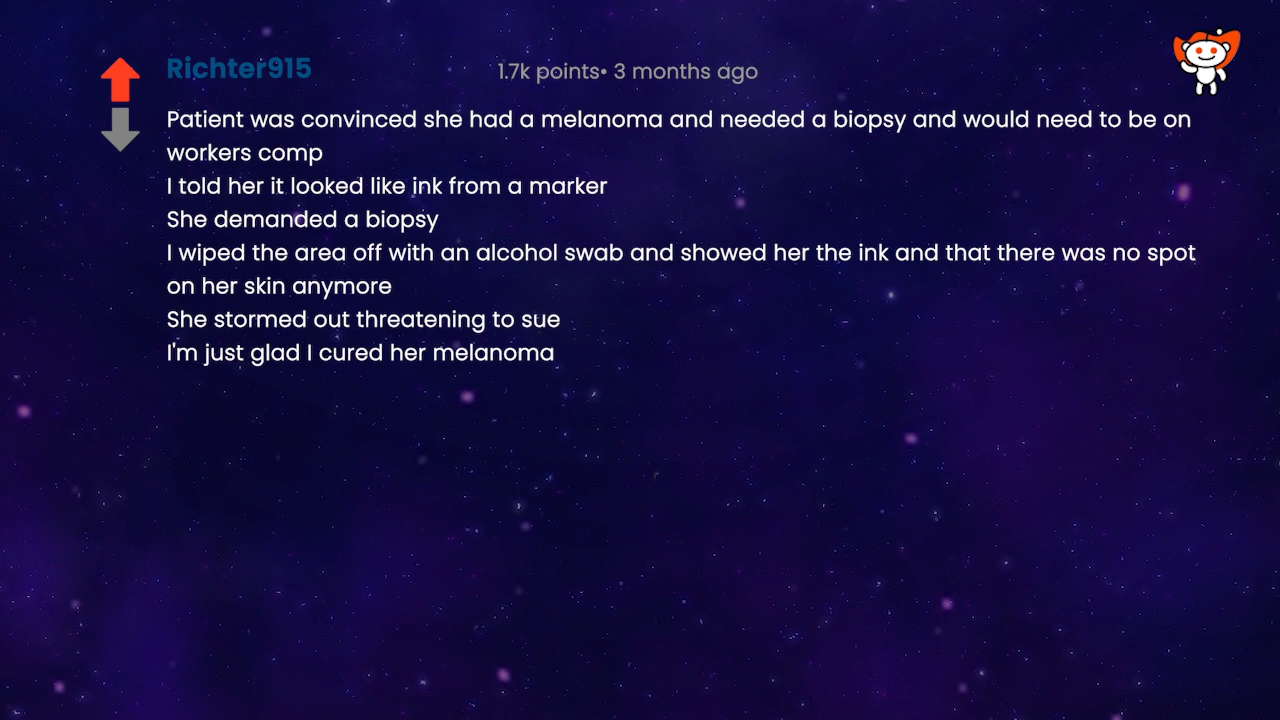 Richter915 1.7k points• 3 months ago
Patient was convinced she had a melanoma and needed a biopsy and would need to be on
workers comp
I told her it looked like ink from a marker
She demanded a biopsy
I wiped the area off with an alcohol swab and showed her the ink and that there was no spot
on her skin anymore
She stormed out threatening to sue
I'm just glad I cured her melanoma